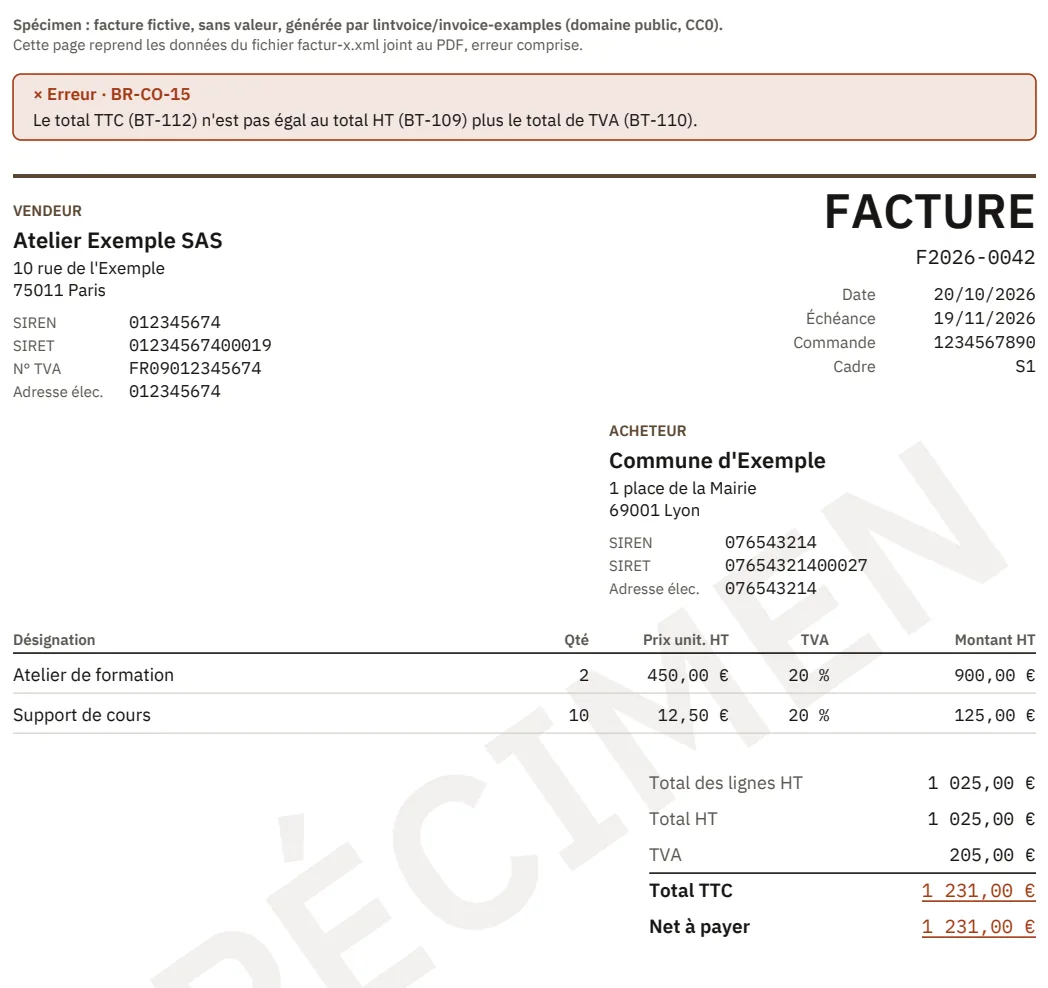 Spécimen : facture fictive, sans valeur, générée par lintvoice/invoice-examples (domaine public, CC0).
Cette page reprend les données du fichier factur-x.xml joint au PDF, erreur comprise.
× Erreur · BR-CO-15
Le total TTC (BT-112) n'est pas égal au total HT (BT-109) plus le total de TVA (BT-110).
VENDEUR
Atelier Exemple SAS
10 rue de l'Exemple
75011 Paris
SIREN 012345674
SIRET 01234567400019
N° TVA FR09012345674
Adresse élec. 012345674
FACTURE
F2026-0042
Date 20/10/2026
Échéance 19/11/2026
Commande 1234567890
Cadre S1
ACHETEUR
Commune d'Exemple
1 place de la Mairie
69001 Lyon
SIREN 076543214
SIRET 07654321400027
Adresse élec. 076543214
Désignation Qté Prix unit. HT TVA Montant HT
Atelier de formation 2 450,00 € 20 % 900,00 €
Support de cours 10 12,50 € 20 % 125,00 €
Total des lignes HT 1 025,00 €
Total HT 1 025,00 €
TVA 205,00 €
Total TTC 1 231,00 €
Net à payer 1 231,00 €
PÉCIMEN